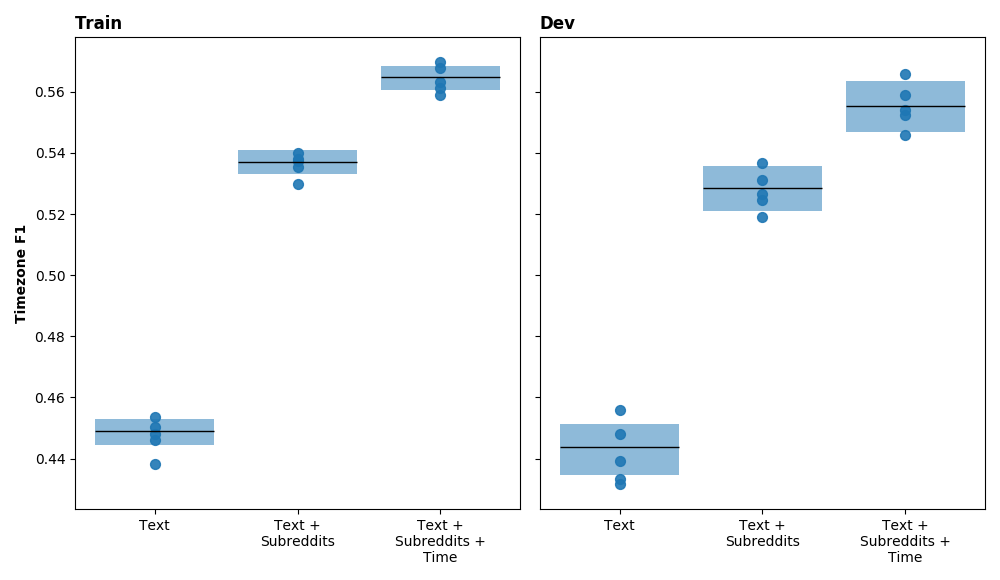 Train
Dev
Timezone F1
0.56
0.54
0.52
0.50
0.48
0.46
0.44
Text
Text +
Subreddits
Text +
Subreddits +
Time
Text
Text +
Subreddits
Text +
Subreddits +
Time